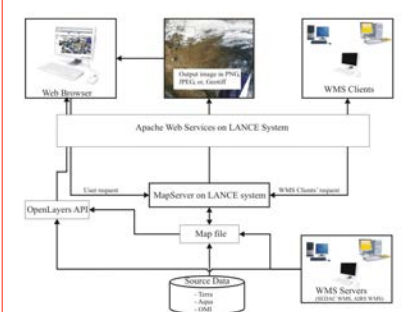 Output image in PNG,
JPEG, or, Geotiff
Web Browser
WMS Clients
Apache Web Services on LANCE System
User request
MapServer on LANCE system
WMS Clients' request
OpenLayers API
Map file
Source Data
- Terra
- Aqua
- OMI
WMS Servers
(SEDAC WMS, AIRS WMS)